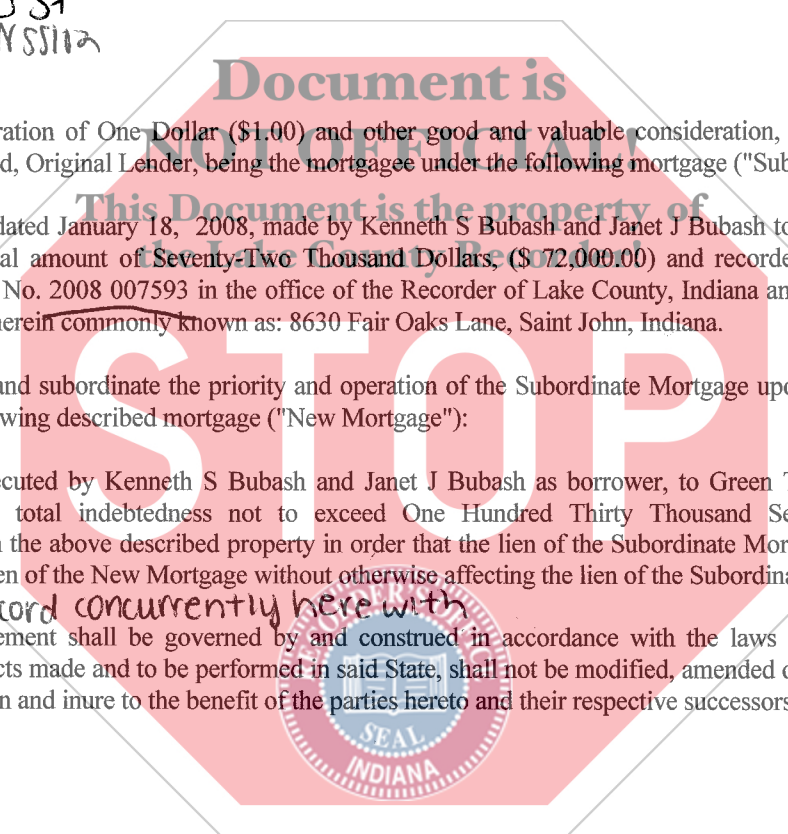 St
N 55112
Document is
NOT OFFICIAL!
ration of One Dollar ($1.00) and other good and valuable consideration,
d, Original Lender, being the mortgagee under the following mortgage ("Sub
This Document is the property of
dated January 18, 2008, made by Kenneth S Bubash and Janet J Bubash to
the Lake County Recorder!
al amount of Seventy-Two Thousand Dollars, ($ 72,000.00) and recorde
No. 2008 007593 in the office of the Recorder of Lake County, Indiana an
erein commonly known as: 8630 Fair Oaks Lane, Saint John, Indiana.
STOP
and subordinate the priority and operation of the Subordinate Mortgage upo
wing described mortgage ("New Mortgage"):
ecuted by Kenneth S Bubash and Janet J Bubash as borrower, to Green T
total indebtedness not to exceed One Hundred Thirty Thousand Se
n the above described property in order that the lien of the Subordinate Mor
en of the New Mortgage without otherwise affecting the lien of the Subordina
cord concurrently here with
ement shall be governed by and construed in accordance with the laws
cts made and to be performed in said State, shall not be modified, amended o
n and inure to the benefit of the parties hereto and their respective successors
RECORDER'S OFFICE
SEAL
INDIANA